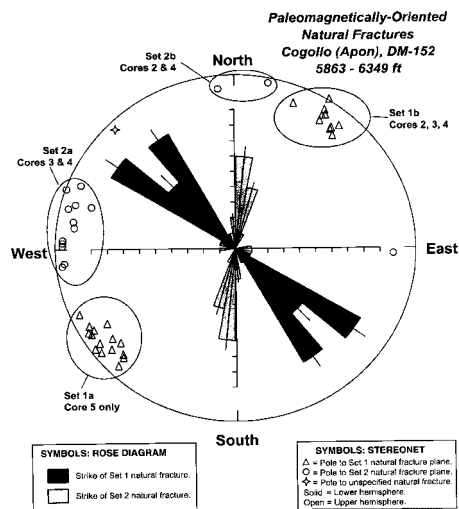 Paleomagnetically-Oriented
Natural Fractures
Cogollo (Apon), DM-152
5863 - 6349 ft
Set 2b
Cores 2 & 4
North
Set 1b
Cores 2, 3, 4
Set 2a
Cores 3 & 4
West
East
Set 1a
Core 5 only
South
SYMBOLS: ROSE DIAGRAM
Strike of Set 1 natural fracture.
Strike of Set 2 natural fracture.
SYMBOLS: STEREONET
△ = Pole to Set 1 natural fracture plane.
○ = Pole to Set 2 natural fracture plane.
✧ = Pole to unspecified natural fracture.
Solid = Lower hemisphere.
Open = Upper hemisphere.